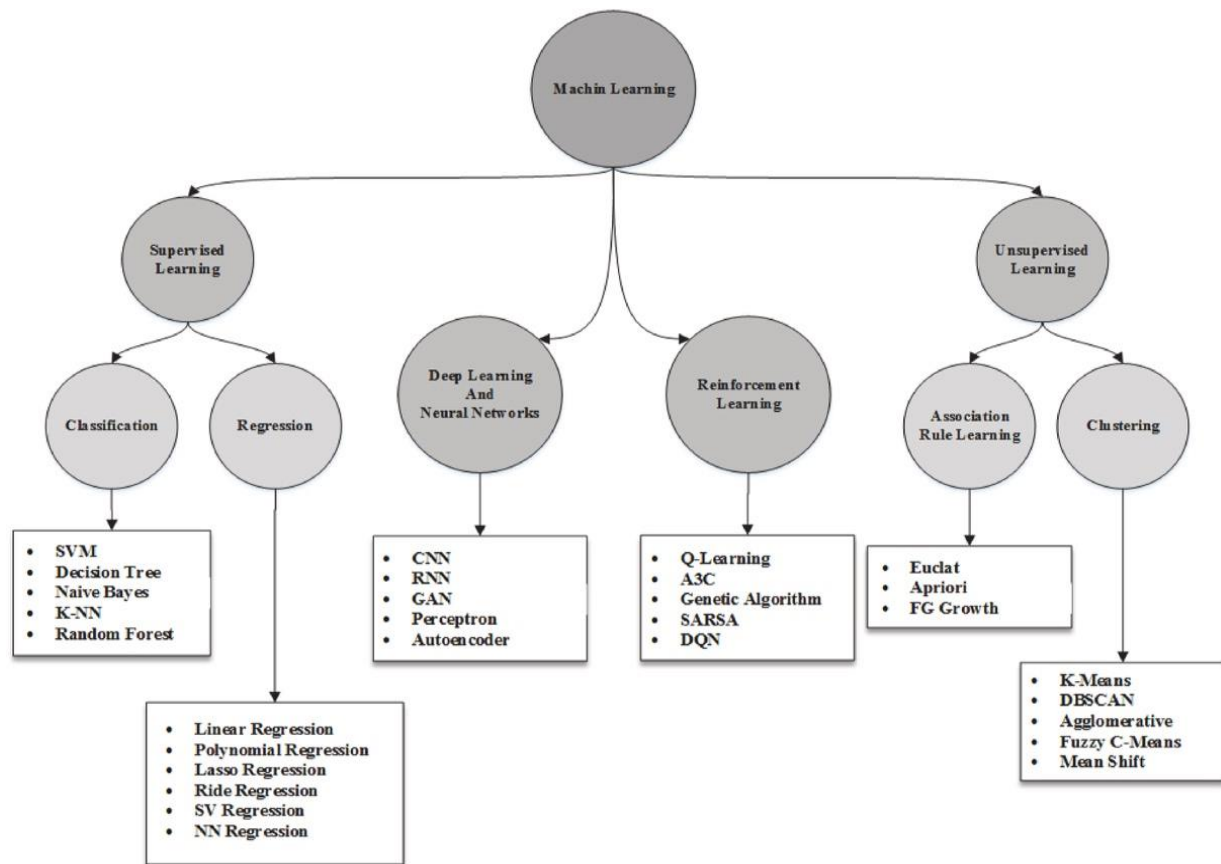 Machin Learning
Supervised
Learning
Unsupervised
Learning
Deep Learning
And
Neural Networks
Reinforcement
Learning
Classification
Regression
Association
Rule Learning
Clustering
• SVM
• Decision Tree
• Naive Bayes
• K-NN
• Random Forest
• Linear Regression
• Polynomial Regression
• Lasso Regression
• Ride Regression
• SV Regression
• NN Regression
• CNN
• RNN
• GAN
• Perceptron
• Autoencoder
• Q-Learning
• A3C
• Genetic Algorithm
• SARSA
• DQN
• Euclat
• Apriori
• FG Growth
• K-Means
• DBSCAN
• Agglomerative
• Fuzzy C-Means
• Mean Shift